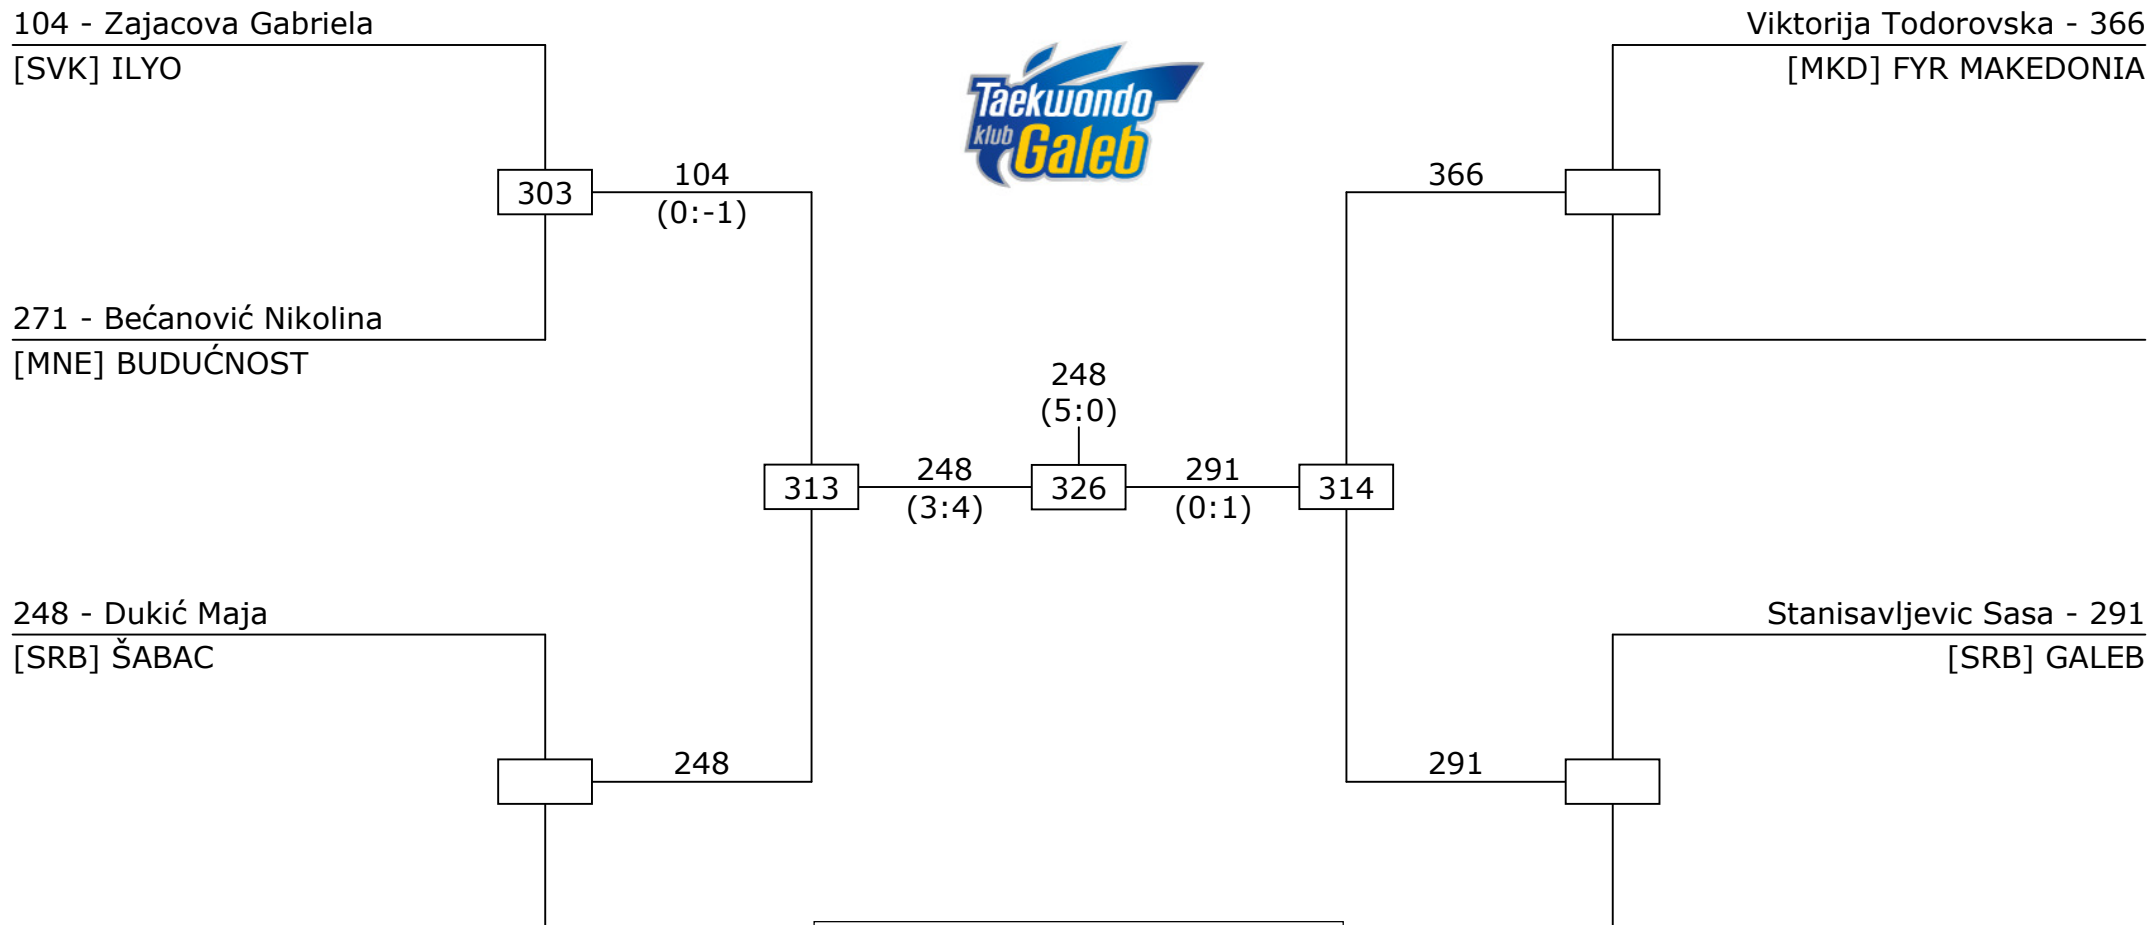 104 - Zajacova Gabriela
[SVK] ILYO
Viktorija Todorovska - 366
[MKD] FYR MAKEDONIA
Taekwondo
klub Galeb
303
104
(0:-1)
366
271 - Bećanović Nikolina
[MNE] BUDUĆNOST
248
(5:0)
313
248
(3:4)
326
291
(0:1)
314
248 - Dukić Maja
[SRB] ŠABAC
Stanisavljevic Sasa - 291
[SRB] GALEB
248
291